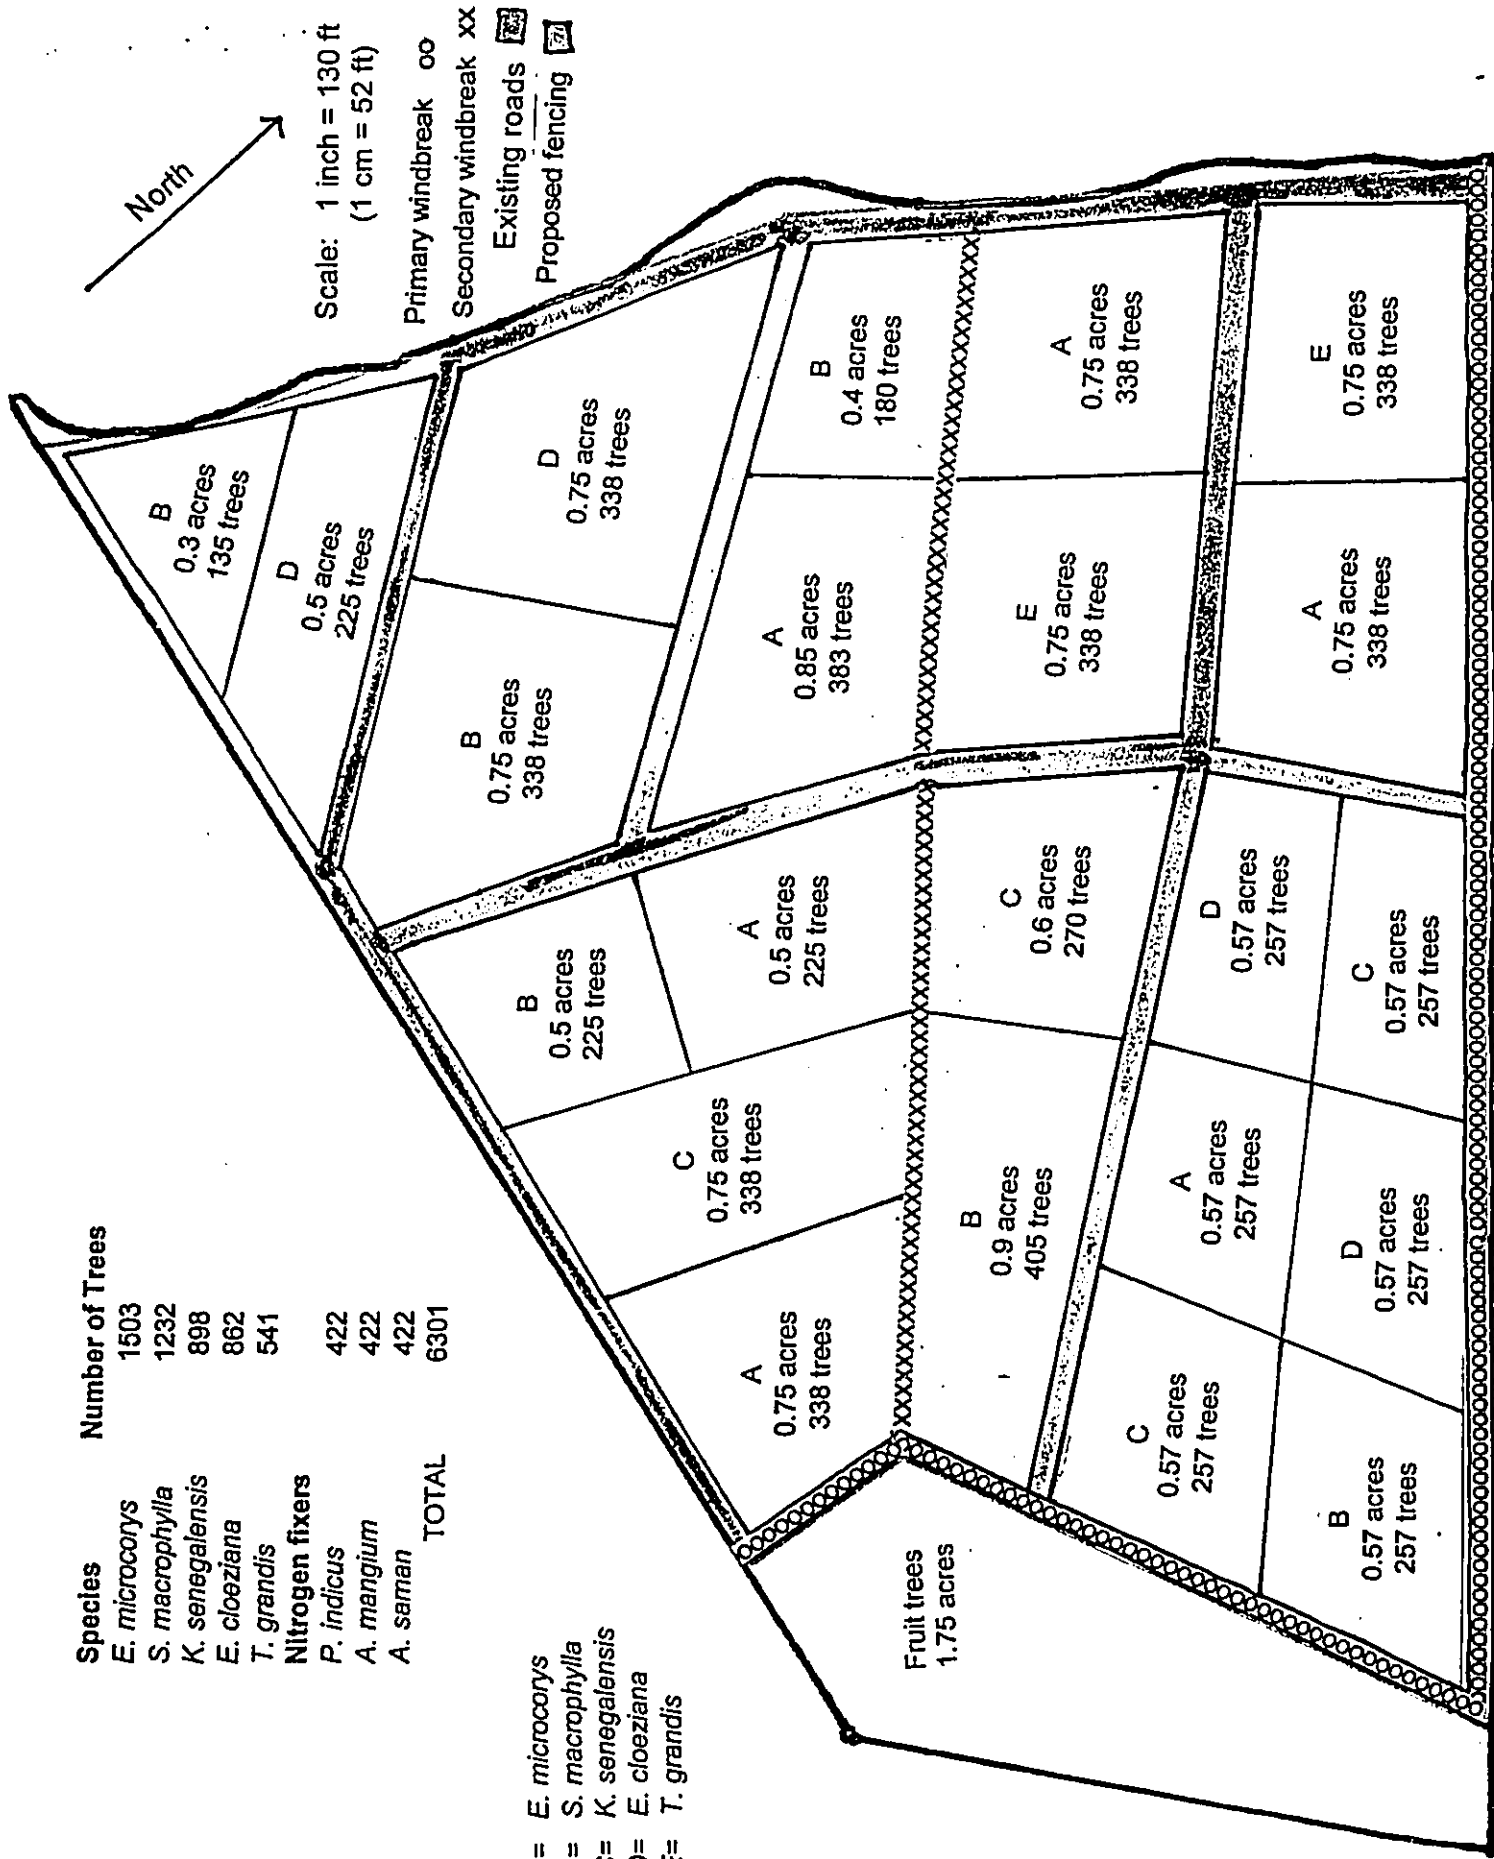 North
Scale: 1 inch = 130 ft
(1 cm = 52 ft)
Primary windbreak oo
Secondary windbreak xx
Existing roads
Proposed fencing
Species Number of Trees
E. microcorys 1503
S. macrophylla 1232
K. senegalensis 898
E. cloeziana 862
T. grandis 541
Nitrogen fixers
P. indicus 422
A. mangium 422
A. saman 422
TOTAL 6301
= E. microcorys
= S. macrophylla
= K. senegalensis
= E. cloeziana
= T. grandis
B
0.3 acres
135 trees
D
0.5 acres
225 trees
B
0.75 acres
338 trees
D
0.75 acres
338 trees
B
0.5 acres
225 trees
A
0.5 acres
225 trees
A
0.85 acres
383 trees
B
0.4 acres
180 trees
A
0.75 acres
338 trees
C
0.75 acres
338 trees
Fruit trees
1.75 acres
B
0.9 acres
405 trees
C
0.6 acres
270 trees
E
0.75 acres
338 trees
A
0.75 acres
338 trees
C
0.57 acres
257 trees
A
0.57 acres
257 trees
D
0.57 acres
257 trees
B
0.57 acres
257 trees
D
0.57 acres
257 trees
C
0.57 acres
257 trees
A
0.75 acres
338 trees
E
0.75 acres
338 trees